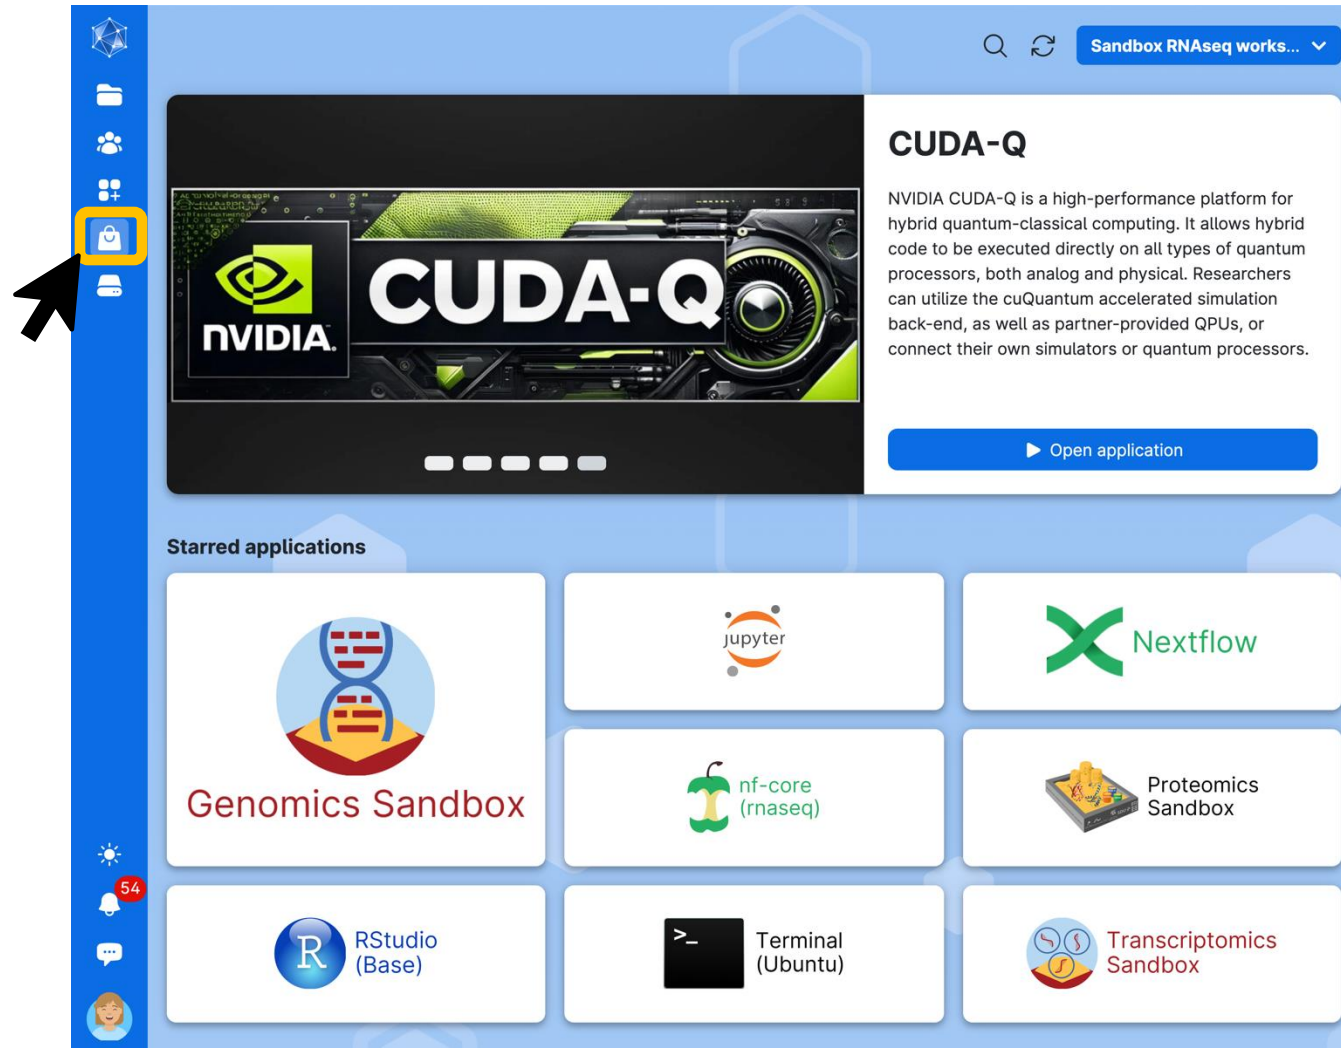 Sandbox RNAseq works...
nVIDIA.
CUDA-Q
CUDA-Q
NVIDIA CUDA-Q is a high-performance platform for
hybrid quantum-classical computing. It allows hybrid
code to be executed directly on all types of quantum
processors, both analog and physical. Researchers
can utilize the cuQuantum accelerated simulation
back-end, as well as partner-provided QPUs, or
connect their own simulators or quantum processors.
Open application
Starred applications
Genomics Sandbox
jupyter
Nextflow
nf-core
(rnaseq)
Proteomics
Sandbox
54
R
RStudio
(Base)
>_
Terminal
(Ubuntu)
Transcriptomics
Sandbox